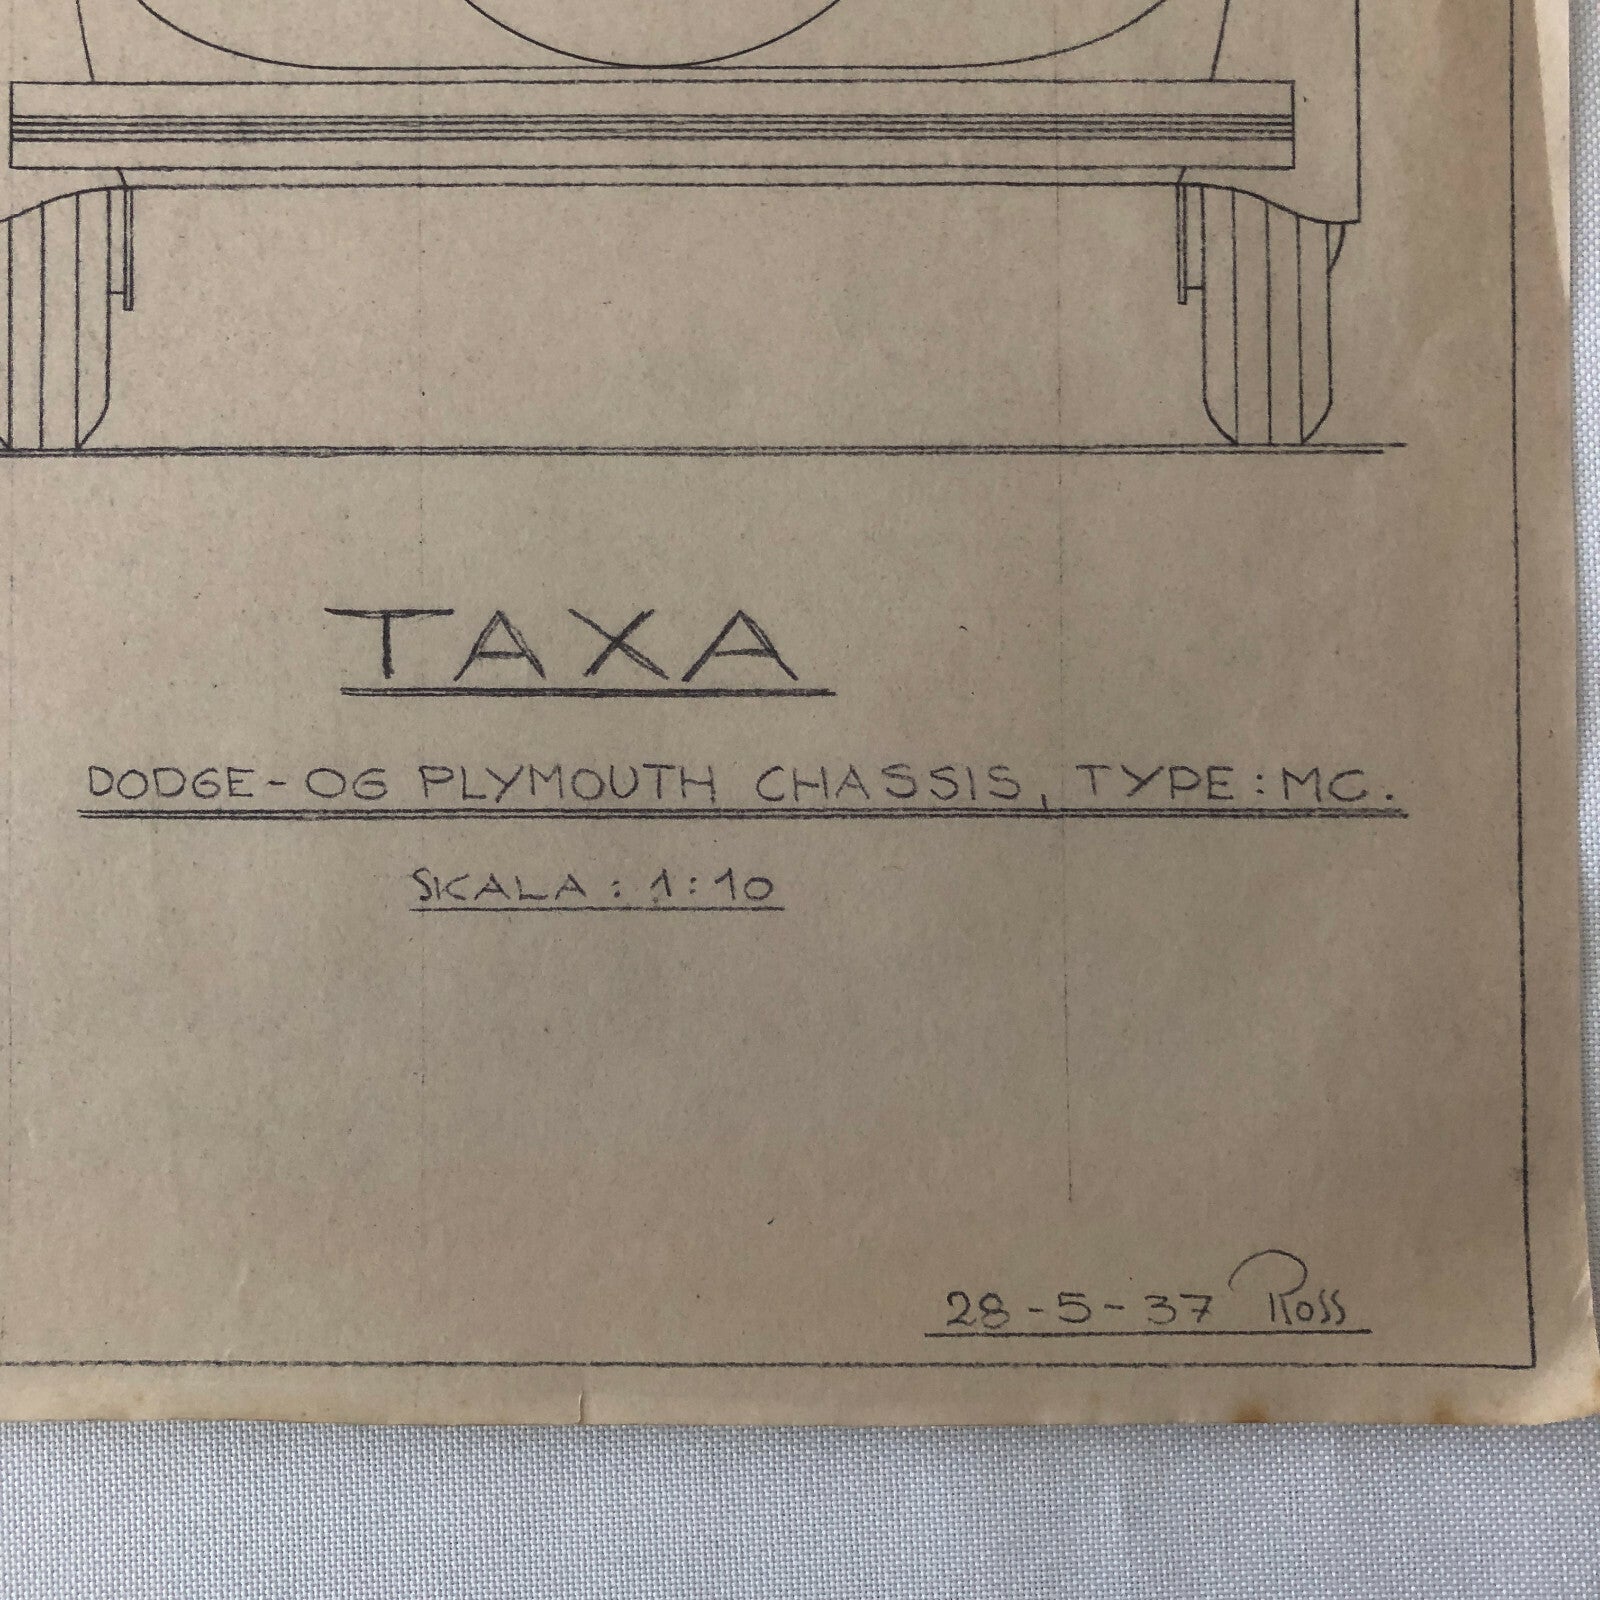 TAXA
DODGE-OG PLYMOUTH CHASSIS, TYPE:MC.
SKALA: 1:10
28-5-37 Ross